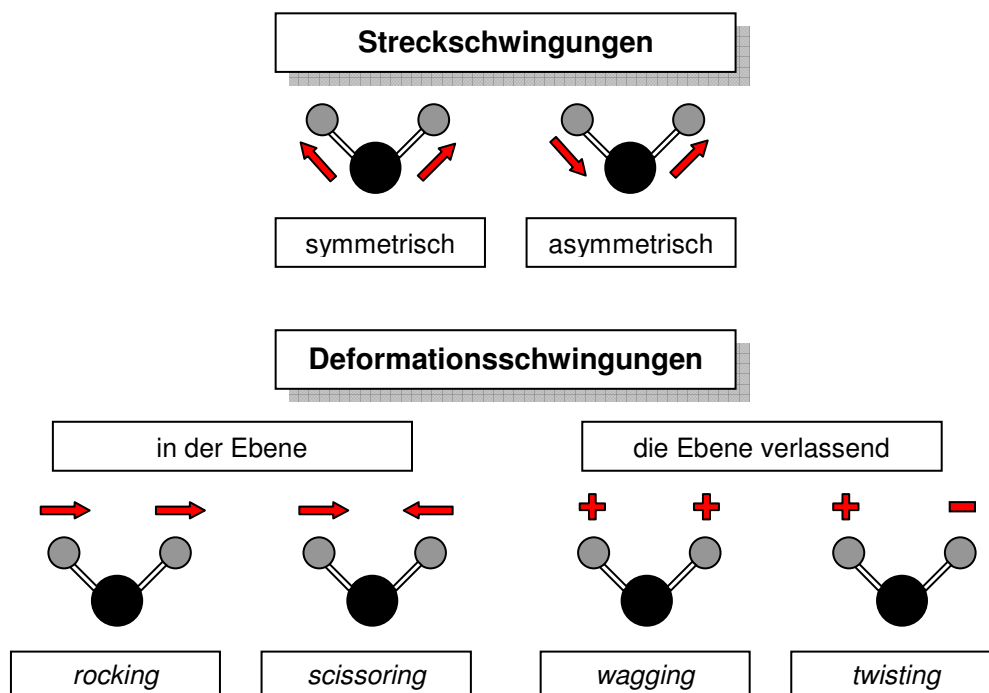 Streckschwingungen
symmetrisch
asymmetrisch
Deformationsschwingungen
in der Ebene
die Ebene verlassend
rocking
scissoring
wagging
twisting